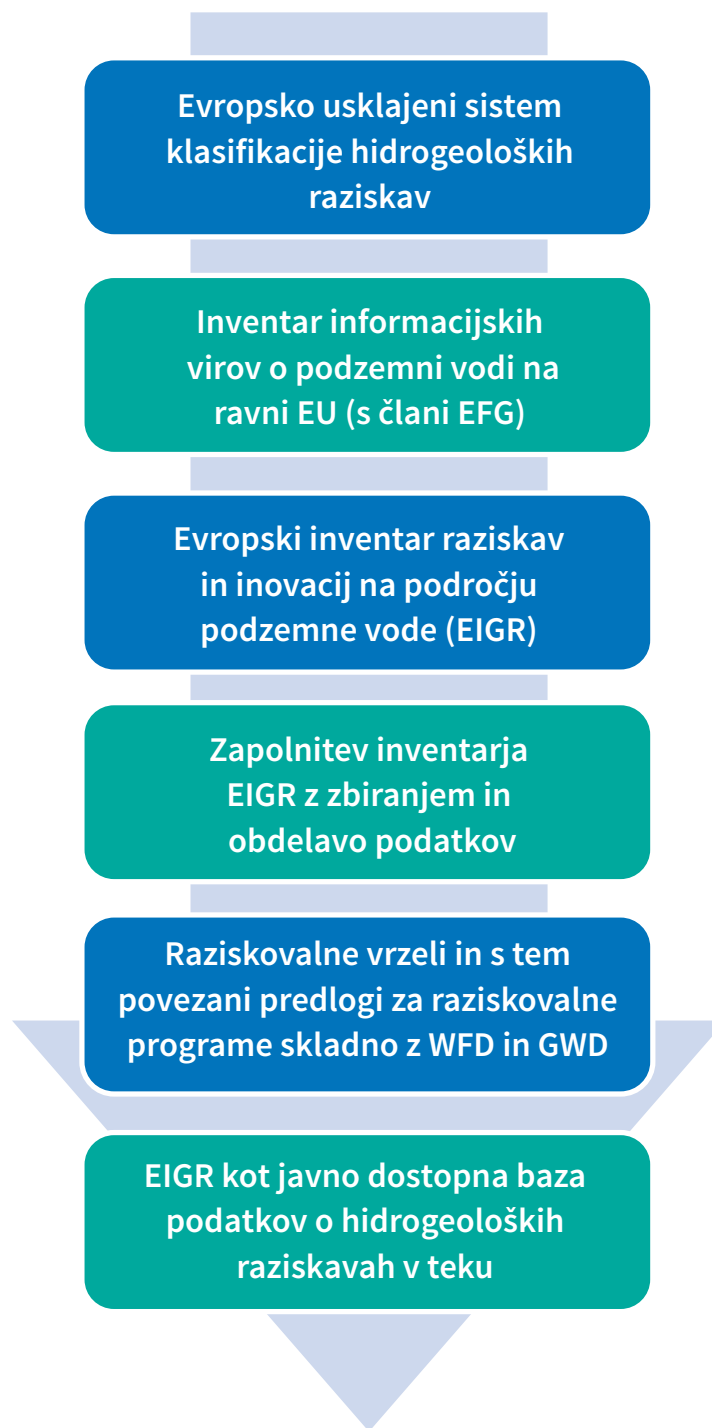 Evropsko usklajeni sistem
klasifikacije hidrogeoloških
raziskav
Inventar informacijskih
virov o podzemni vodi na
ravni EU (s člani EFG)
Evropski inventar raziskav
in inovacij na področju
podzemne vode (EIGR)
Zapolnitev inventarja
EIGR z zbiranjem in
obdelavo podatkov
Raziskovalne vrzeli in s tem
povezani predlogi za raziskovalne
programe skladno z WFD in GWD
EIGR kot javno dostopna baza
podatkov o hidrogeoloških
raziskavah v teku